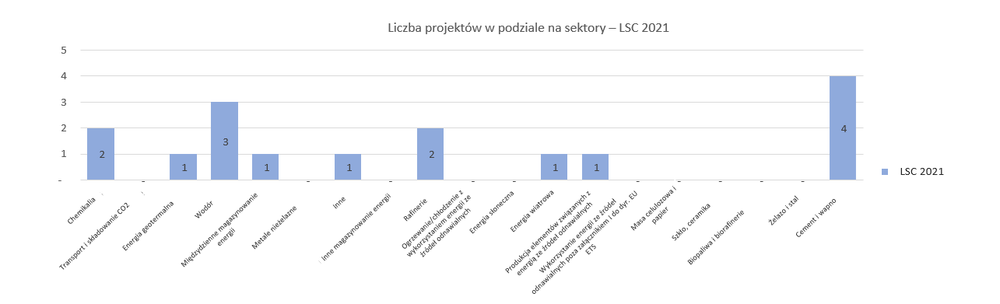 Liczba projektów w podziale na sektory – LSC 2021
5
4
3
2
1
-
2
-
1
3
1
-
1
-
2
-
-
1
1
-
-
-
-
-
4
LSC 2021
Chemikalia
Transport i składowanie CO2
Energia geotermalna
Wodór
Międzydzienne magazynowanie
energii
Metale nieżelazne
Inne
Inne magazynowanie energii
Rafinerie
Ogrzewanie/chłodzenie z
wykorzystaniem energii ze
źródeł odnawialnych
Energia słoneczna
Energia wiatrowa
Produkcja elementów związanych z
energią ze źródeł odnawialnych
Wykorzystanie energii ze źródeł
odnawialnych poza załącznikiem I do dyr. EU
ETS
Masa celulozowa i
papier
Szkło, ceramika
Biopaliwa i biorafinerie
Żelazo i stal
Cement i wapno